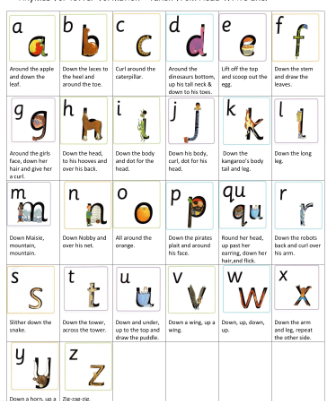 a b c d e f
Around the apple and down the leaf.
Down the laces to the heel and around the toe.
Curl around the caterpillar.
Around the dinosaurs bottom, up his tall neck & down to his toes.
Lift off the top and scoop out the egg.
Down the stem and draw the leaves.
g h i j k l
Around the girls face, down her hair and give her a curl.
Down the head, to his hooves and over his back.
Down the body and dot for the head.
Down his body, curl, dot for his head.
Down the kangaroo's body tail and leg.
Down the long leg.
m n o p qu r
Down Maisie, mountain, mountain.
Down Nobby and over his net.
All around the orange.
Down the pirates plait and around his face.
Round her head, up past her earring, down her hair,and flick.
Down the robots back and curl over his arm.
s t u v w x
Slither down the snake.
Down the tower, across the tower.
Down and under, up to the top and draw the puddle.
Down a wing, up a wing.
Down, up, down, up.
Down the arm and leg, repeat the other side.
y z
Down a horn, up a
Zig-zag-zig.